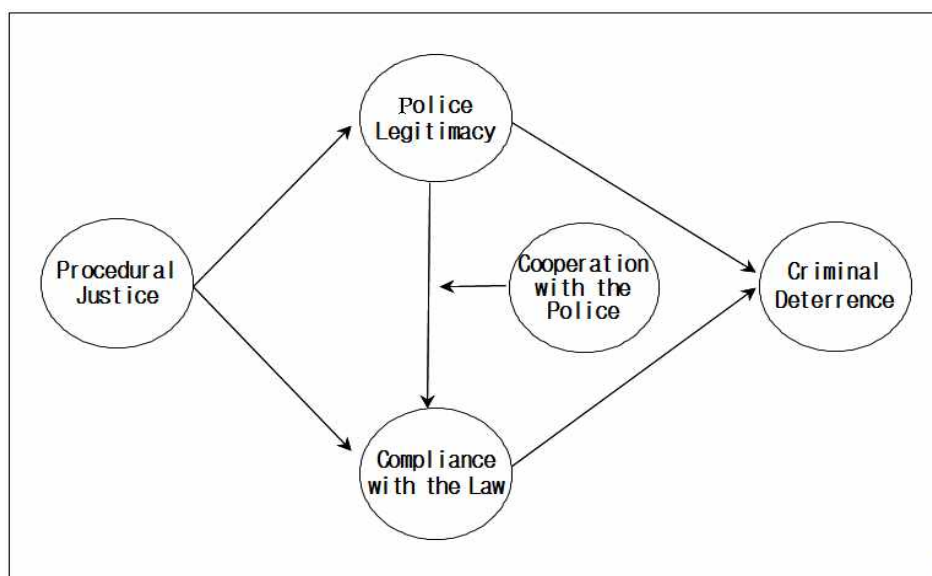 Police
Legitimacy
Procedural
Justice
Cooperation
with the
Police
Criminal
Deterrence
Compliance
with the Law